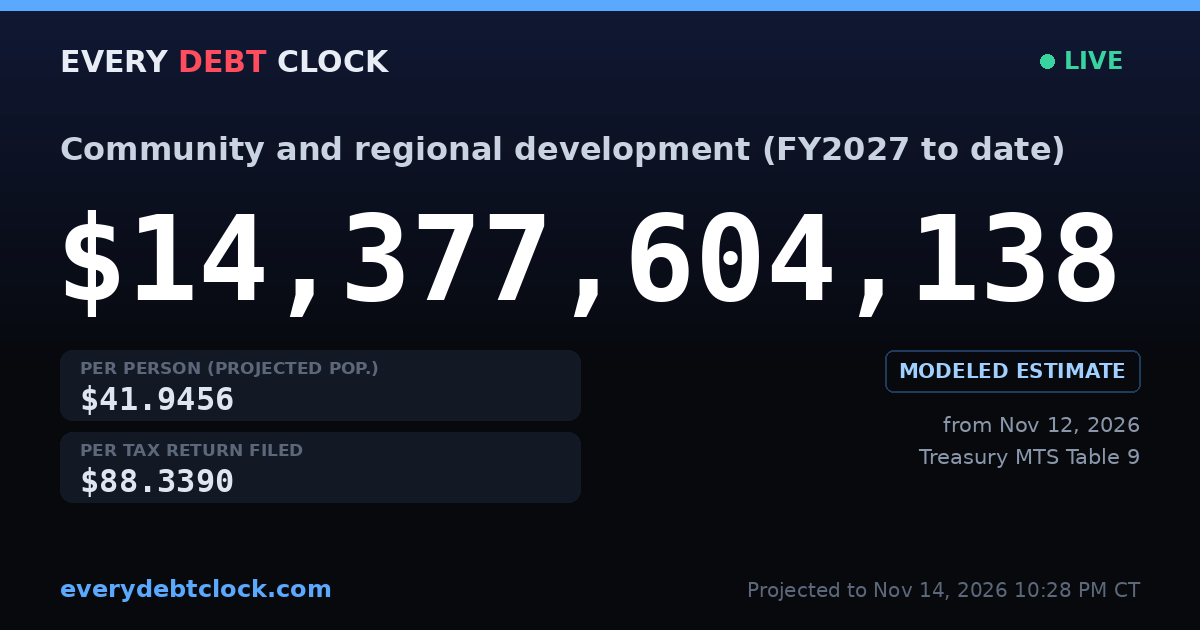 EVERY DEBT CLOCK
LIVE
Community and regional development (FY2027 to date)
$14,377,604,138
PER PERSON (PROJECTED POP.)
$41.9456
PER TAX RETURN FILED
$88.3390
MODELED ESTIMATE
from Nov 12, 2026
Treasury MTS Table 9
everydebtclock.com
Projected to Nov 14, 2026 10:28 PM CT